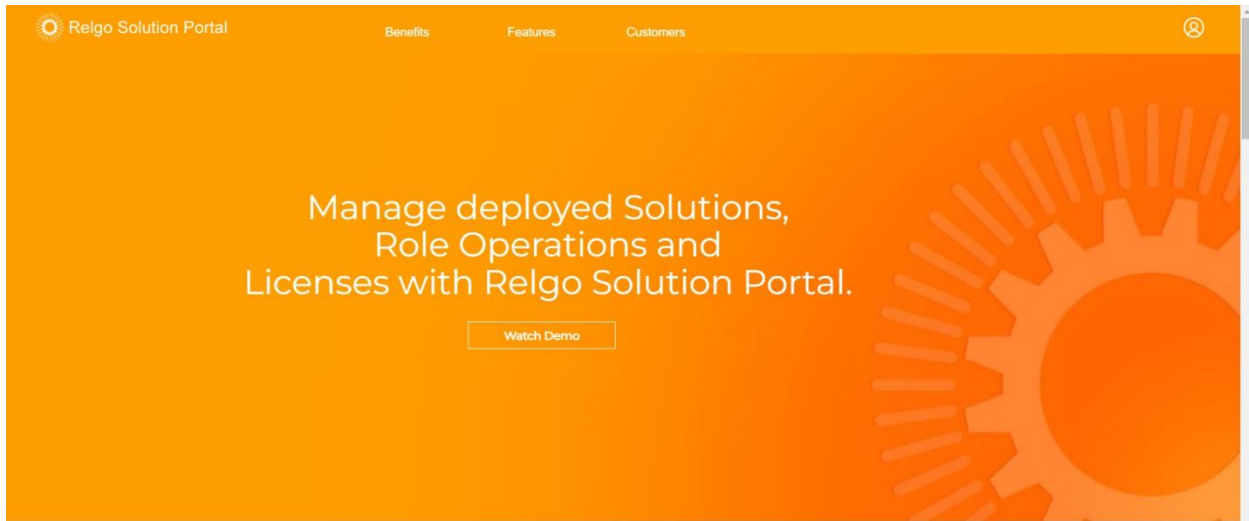 Relgo Solution Portal
Benefits
Features
Customers
Manage deployed Solutions,
Role Operations and
Licenses with Relgo Solution Portal.
Watch Demo